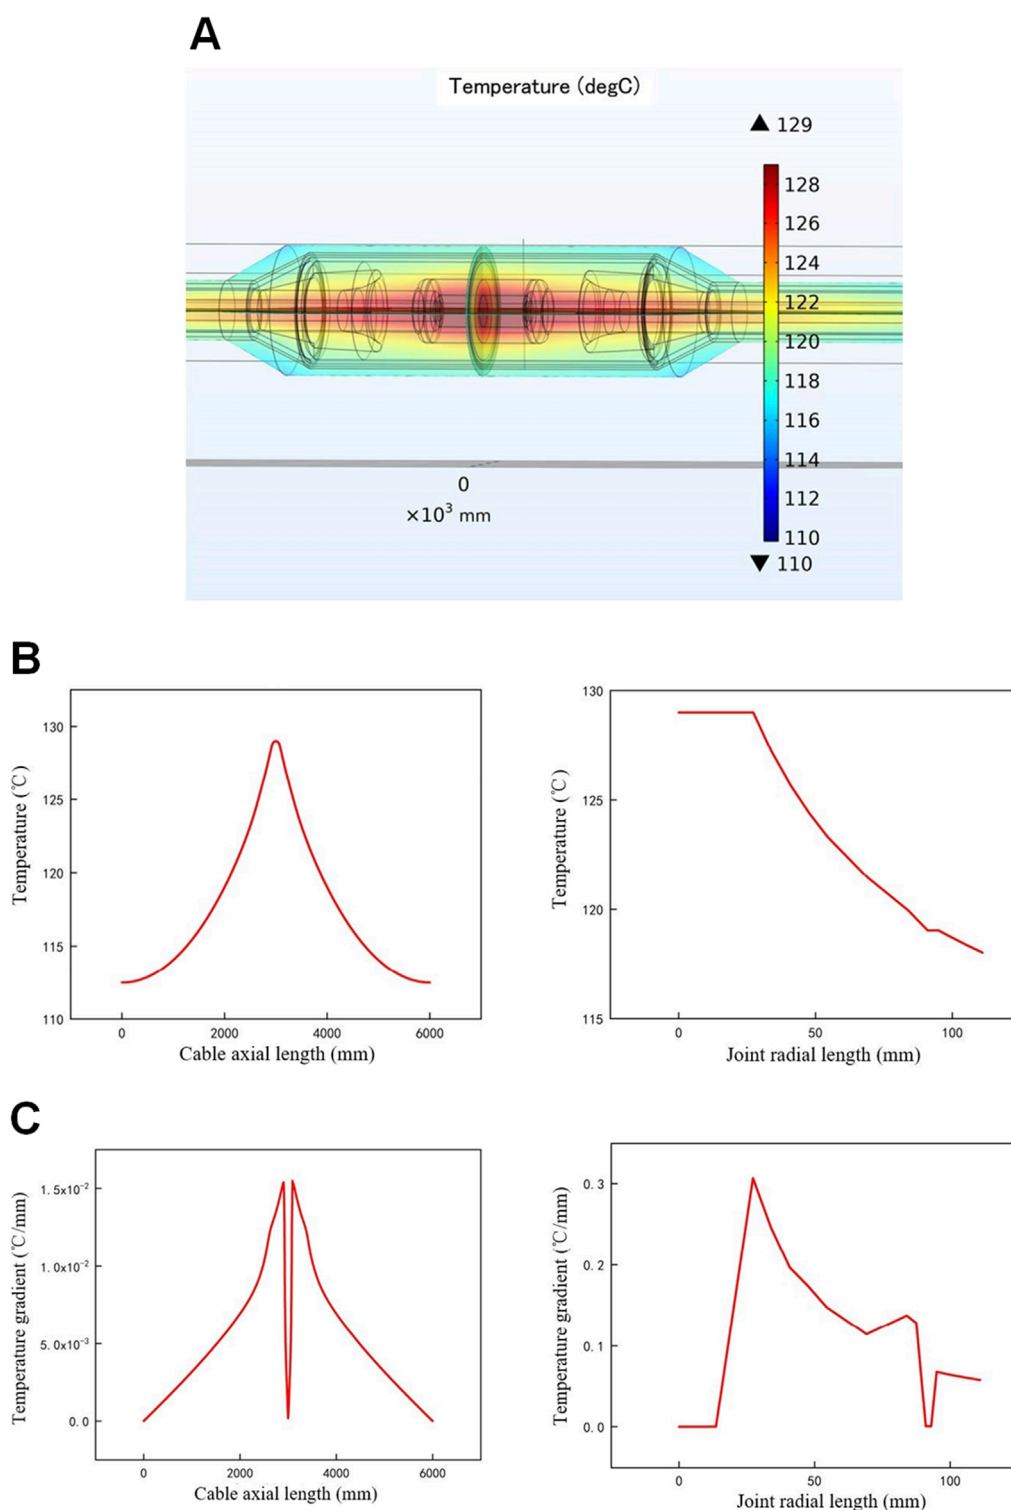 A
Temperature (degC)
▲ 129
128
126
124
122
120
118
116
114
112
110
▼ 110
0
×10³ mm
B
130
125
120
115
110
0 2000 4000 6000
Temperature (℃)
Cable axial length (mm)
130
125
120
115
0 50 100
Temperature (℃)
Joint radial length (mm)
C
1.5x10⁻²
1.0x10⁻²
5.0x10⁻³
0.0
0 2000 4000 6000
Temperature gradient (℃/mm)
Cable axial length (mm)
0.3
0.2
0.1
0.0
0 50 100
Temperature gradient (℃/mm)
Joint radial length (mm)